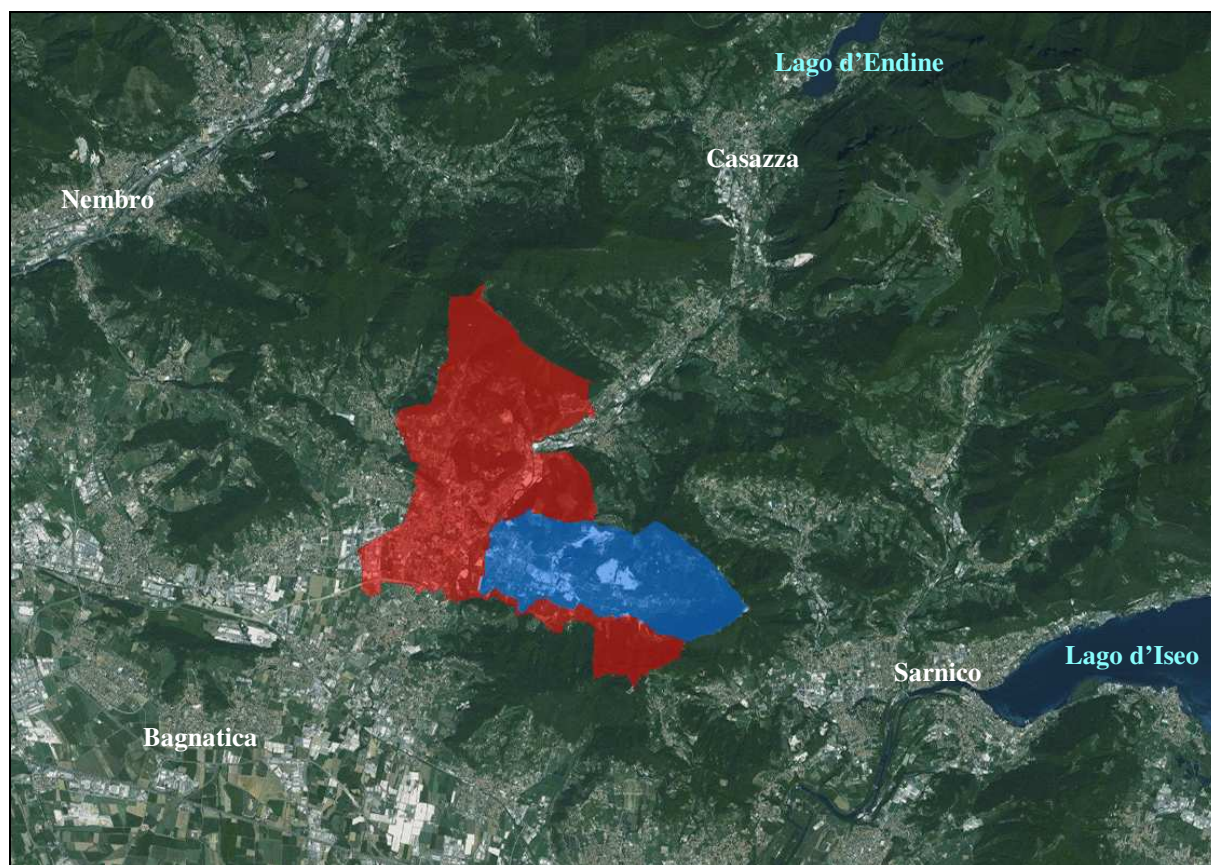 Lago d’Endine
Casazza
Nembro
Lago d’Iseo
Sarnico
Bagnatica